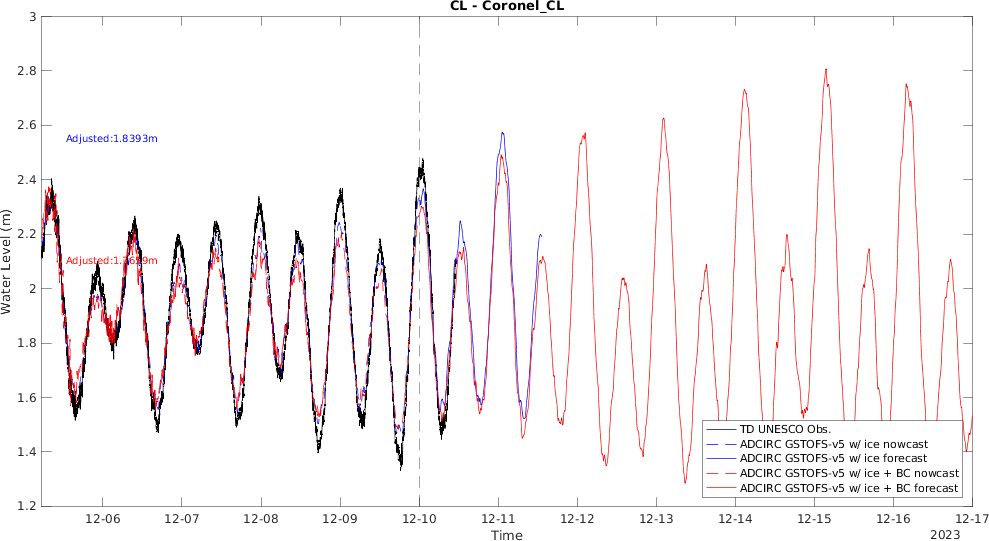 CL - Coronel_CL
3
2.8
2.6
2.4
2.2
2
1.8
1.6
1.4
1.2
Water Level (m)
Adjusted:1.8393m
12-06
12-07
12-08
12-09
12-10
12-11
12-12
12-13
12-14
12-15
12-16
12-17
Time
2023
TD UNESCO Obs.
ADCIRC GSTOFS-v5 w/ ice nowcast
ADCIRC GSTOFS-v5 w/ ice forecast
ADCIRC GSTOFS-v5 w/ ice + BC nowcast
ADCIRC GSTOFS-v5 w/ ice + BC forecast